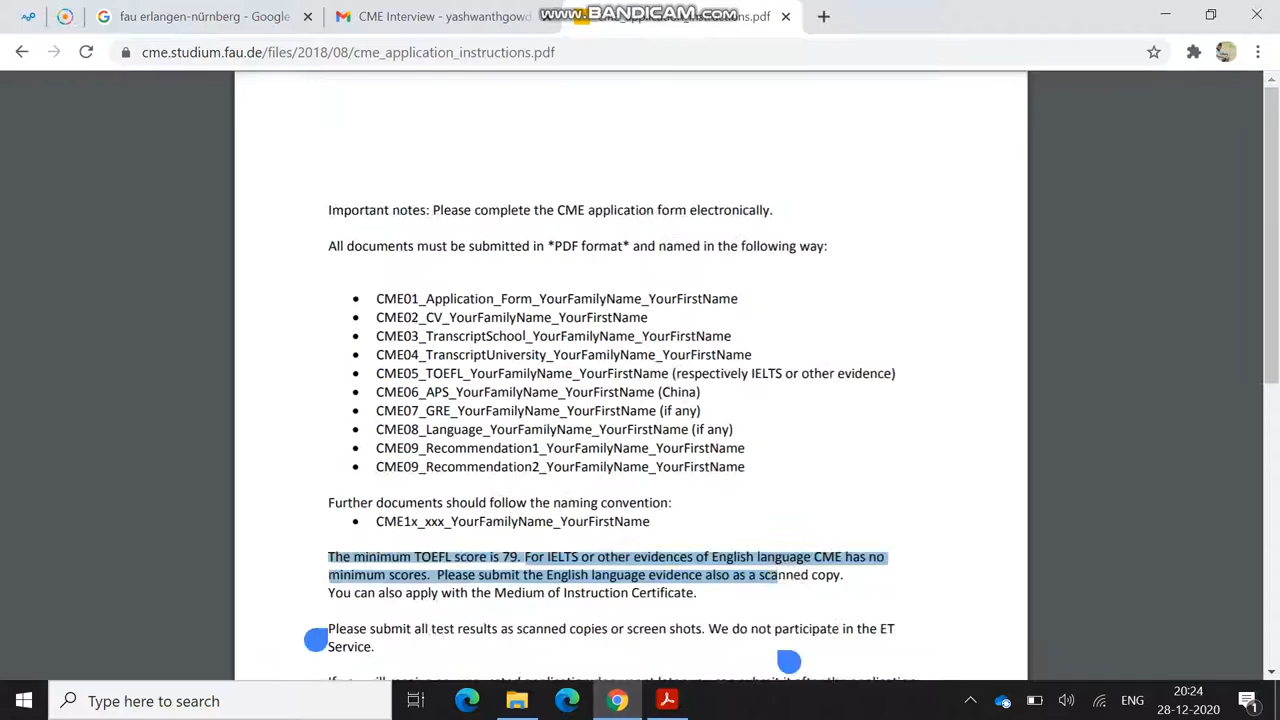 fau erlangen-nürnberg - Google
CME Interview - yashwanthgowd
application_instructions.pdf
www.BANDICAM.com
cme.studium.fau.de/files/2018/08/cme_application_instructions.pdf
Important notes: Please complete the CME application form electronically.
All documents must be submitted in *PDF format* and named in the following way:
• CME01_Application_Form_YourFamilyName_YourFirstName
• CME02_CV_YourFamilyName_YourFirstName
• CME03_TranscriptSchool_YourFamilyName_YourFirstName
• CME04_TranscriptUniversity_YourFamilyName_YourFirstName
• CME05_TOEFL_YourFamilyName_YourFirstName (respectively IELTS or other evidence)
• CME06_APS_YourFamilyName_YourFirstName (China)
• CME07_GRE_YourFamilyName_YourFirstName (if any)
• CME08_Language_YourFamilyName_YourFirstName (if any)
• CME09_Recommendation1_YourFamilyName_YourFirstName
• CME09_Recommendation2_YourFamilyName_YourFirstName
Further documents should follow the naming convention:
• CME1x_xxx_YourFamilyName_YourFirstName
The minimum TOEFL score is 79. For IELTS or other evidences of English language CME has no
minimum scores. Please submit the English language evidence also as a scanned copy.
You can also apply with the Medium of Instruction Certificate.
Please submit all test results as scanned copies or screen shots. We do not participate in the ET
Service.
Type here to search
ENG
20:24
28-12-2020
1